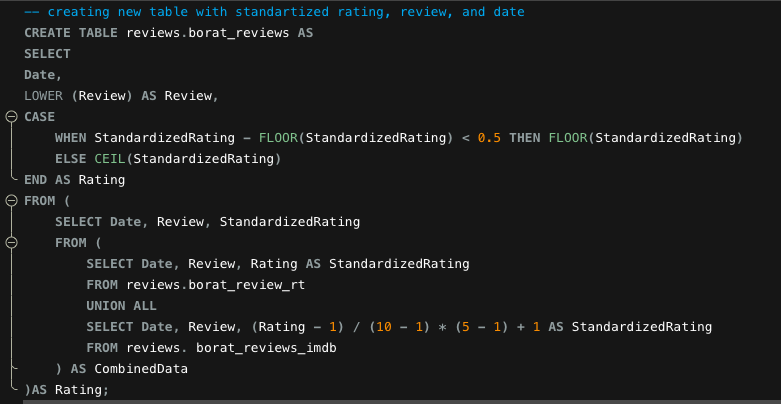 -- creating new table with standartized rating, review, and date
CREATE TABLE reviews.borat_reviews AS
SELECT
Date,
LOWER (Review) AS Review,
CASE
WHEN StandardizedRating - FLOOR(StandardizedRating) < 0.5 THEN FLOOR(StandardizedRating)
ELSE CEIL(StandardizedRating)
END AS Rating
FROM (
SELECT Date, Review, StandardizedRating
FROM (
SELECT Date, Review, Rating AS StandardizedRating
FROM reviews.borat_review_rt
UNION ALL
SELECT Date, Review, (Rating - 1) / (10 - 1) * (5 - 1) + 1 AS StandardizedRating
FROM reviews. borat_reviews_imdb
) AS CombinedData
)AS Rating;